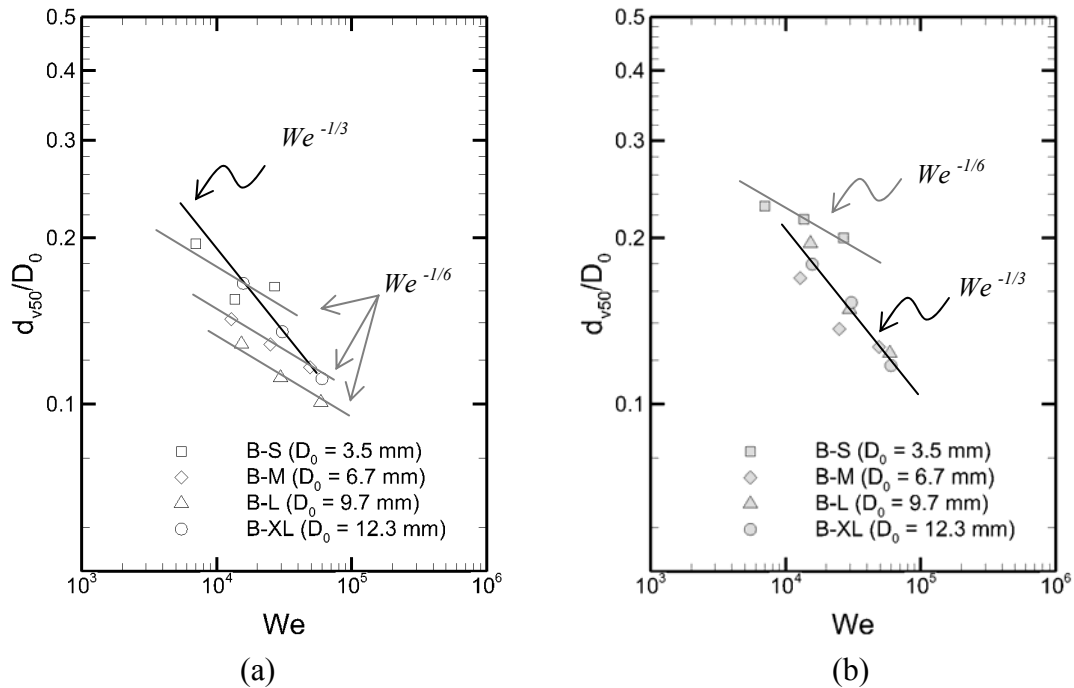 0.5
0.4
0.3
0.2
0.1
d_v50/D_0
We^-1/3
We^-1/6
B-S (D_0 = 3.5 mm)
B-M (D_0 = 6.7 mm)
B-L (D_0 = 9.7 mm)
B-XL (D_0 = 12.3 mm)
10^3 10^4 10^5 10^6
We
(a)
0.5
0.4
0.3
0.2
0.1
d_v50/D_0
We^-1/6
We^-1/3
B-S (D_0 = 3.5 mm)
B-M (D_0 = 6.7 mm)
B-L (D_0 = 9.7 mm)
B-XL (D_0 = 12.3 mm)
10^3 10^4 10^5 10^6
We
(b)